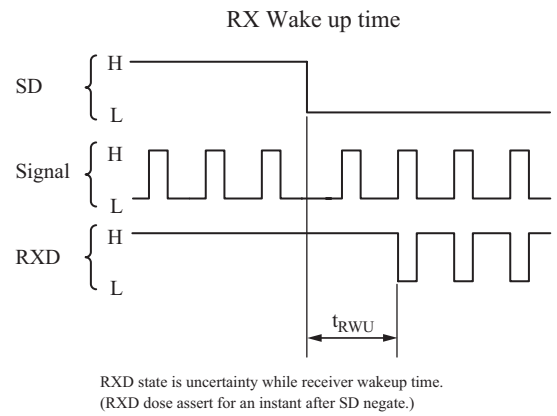 RX Wake up time
H
SD
L
H
Signal
L
H
RXD
L
tRWU
RXD state is uncertainty while receiver wakeup time.
(RXD dose assert for an instant after SD negate.)